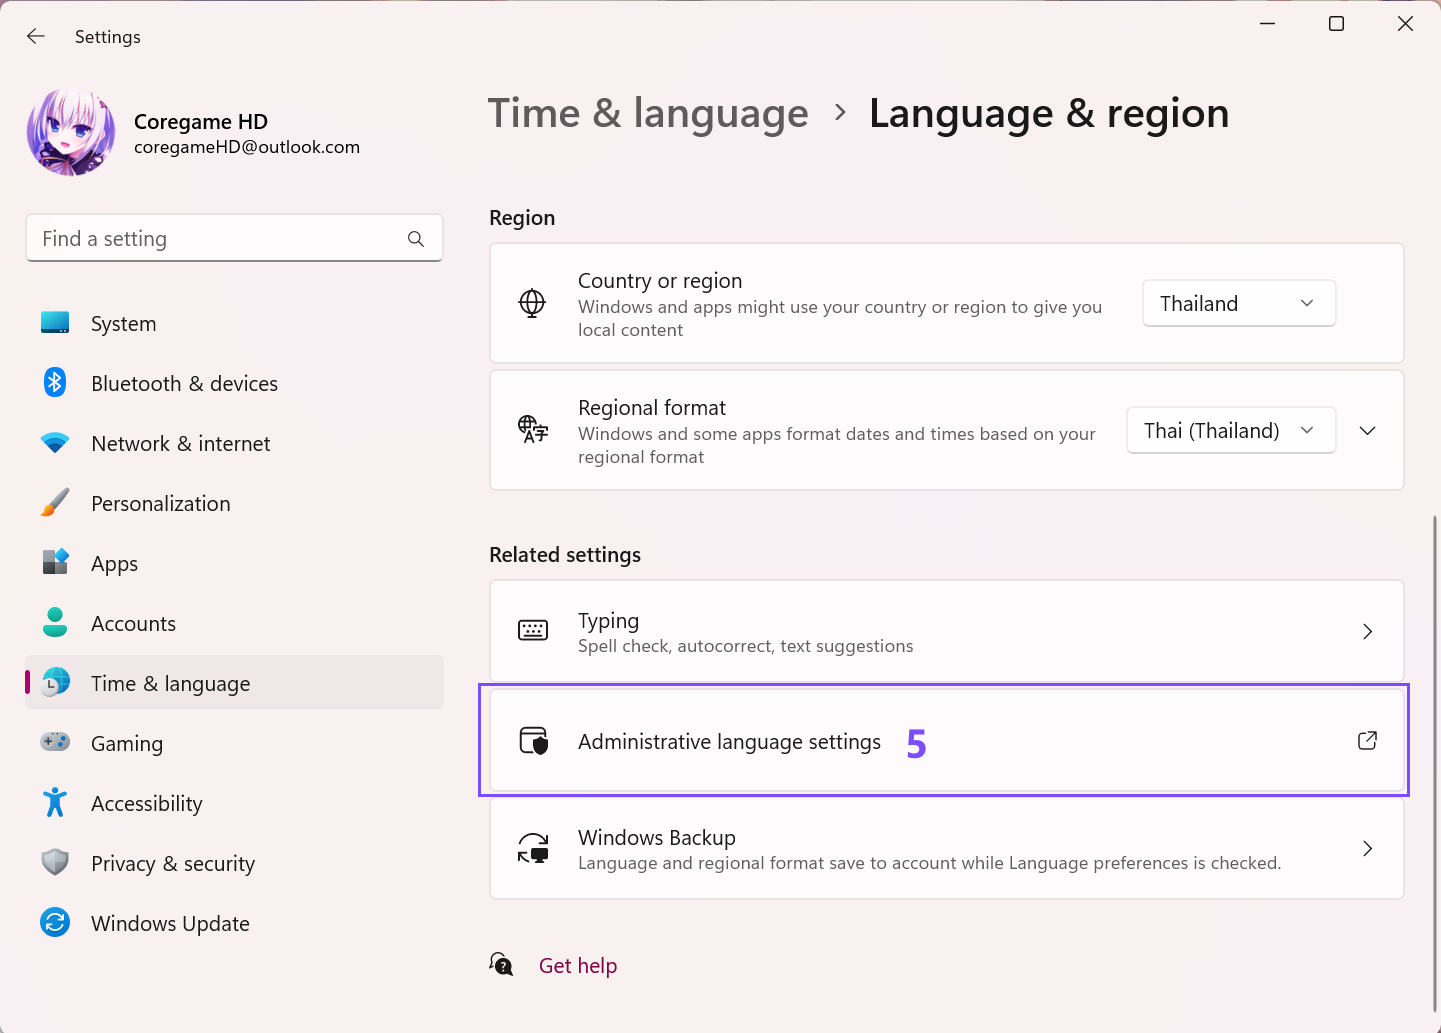 Settings
Coregame HD
coregameHD@outlook.com
Find a setting
System
Bluetooth & devices
Network & internet
Personalization
Apps
Accounts
Time & language
Gaming
Accessibility
Privacy & security
Windows Update
Time & language > Language & region
Region
Country or region
Windows and apps might use your country or region to give you
local content
Thailand
Regional format
Windows and some apps format dates and times based on your
regional format
Thai (Thailand)
Related settings
Typing
Spell check, autocorrect, text suggestions
Administrative language settings 5
Windows Backup
Language and regional format save to account while Language preferences is checked.
Get help